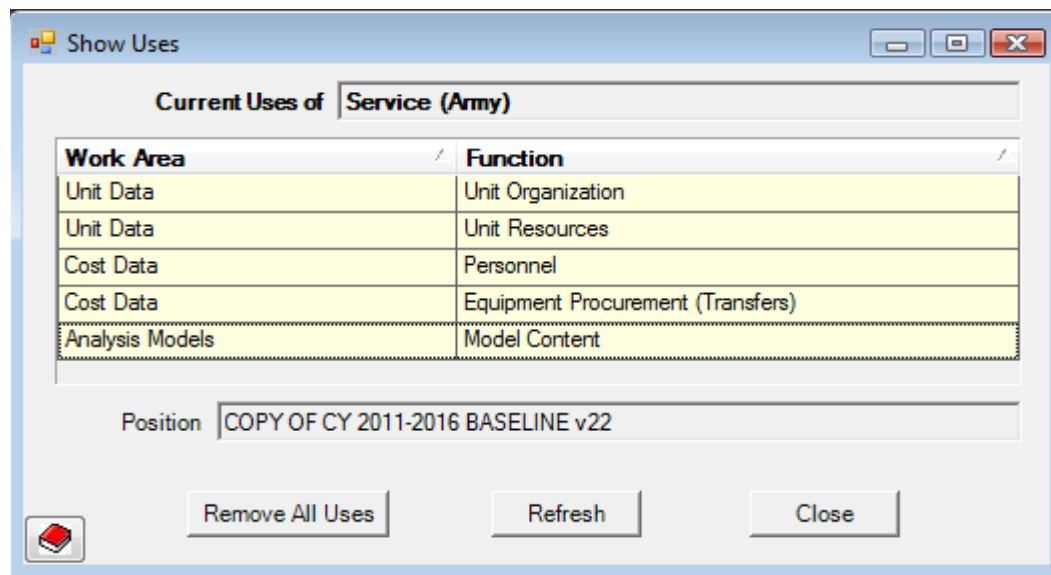 Show Uses
Current Uses of Service (Army)
Work Area Function
Unit Data Unit Organization
Unit Data Unit Resources
Cost Data Personnel
Cost Data Equipment Procurement (Transfers)
Analysis Models Model Content
Position COPY OF CY 2011-2016 BASELINE v22
Remove All Uses Refresh Close